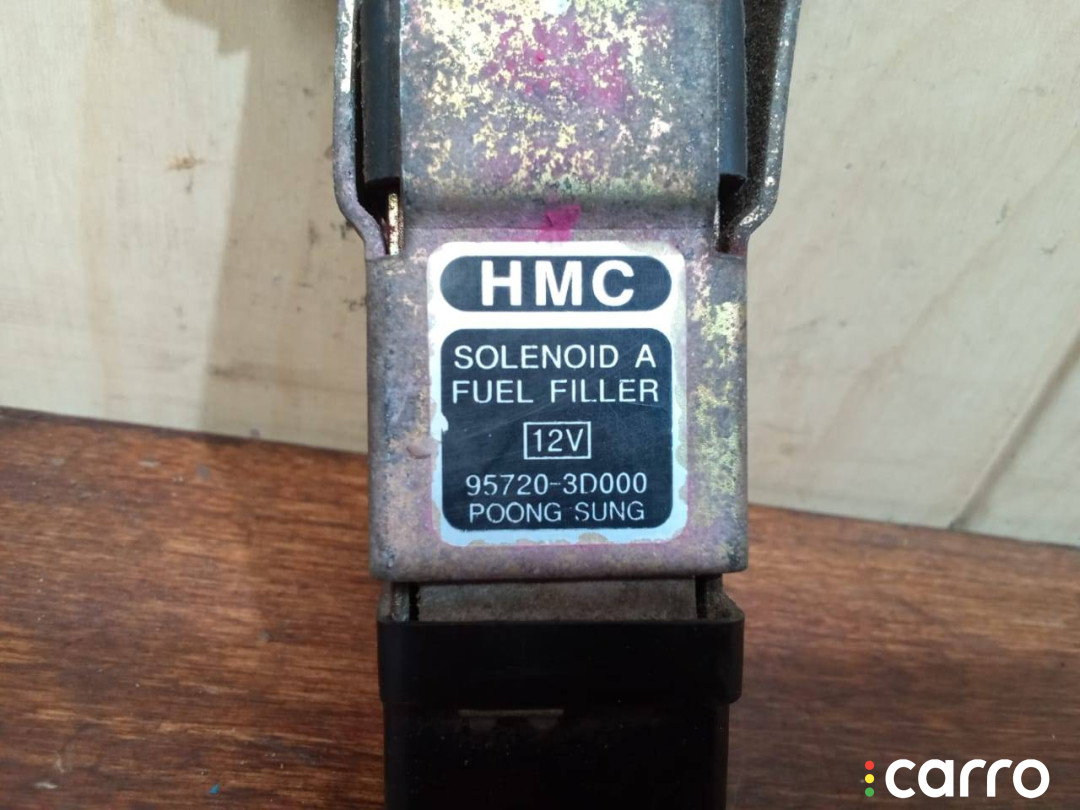 HMC
SOLENOID A
FUEL FILLER
12V
95720-3D000
POONG SUNG
carro